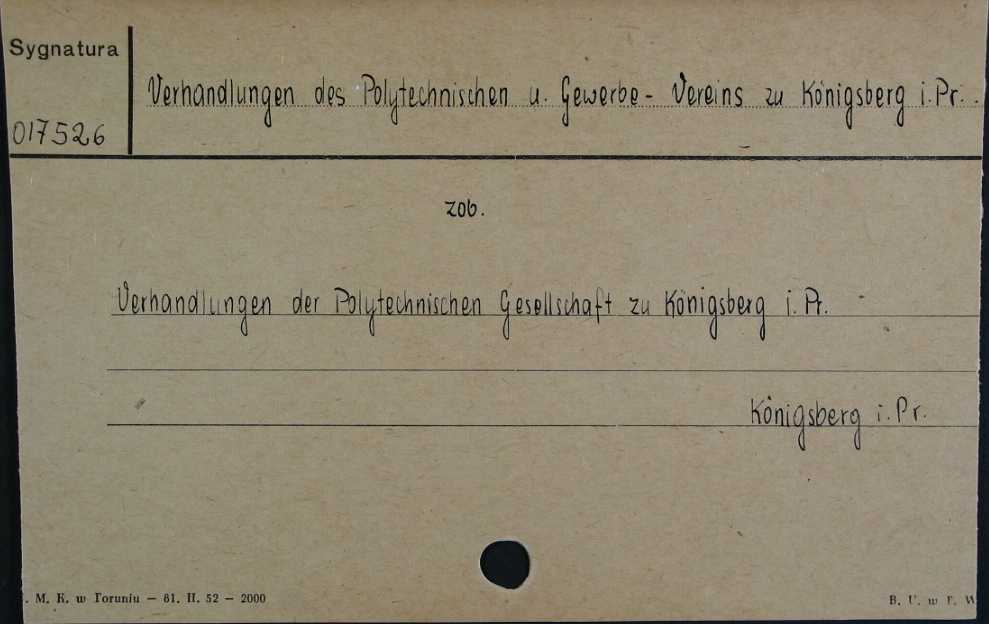 Sygnatura
Verhandlungen des Polytechnischen u. Gewerbe-Vereins zu Königsberg i. Pr.
017526
zob.
Verhandlungen der Polytechnischen Gesellschaft zu Königsberg i. Pr.
Königsberg i. Pr.
. M. K. w Toruniu — 81. II. 52 — 2000
B. U. w T. W